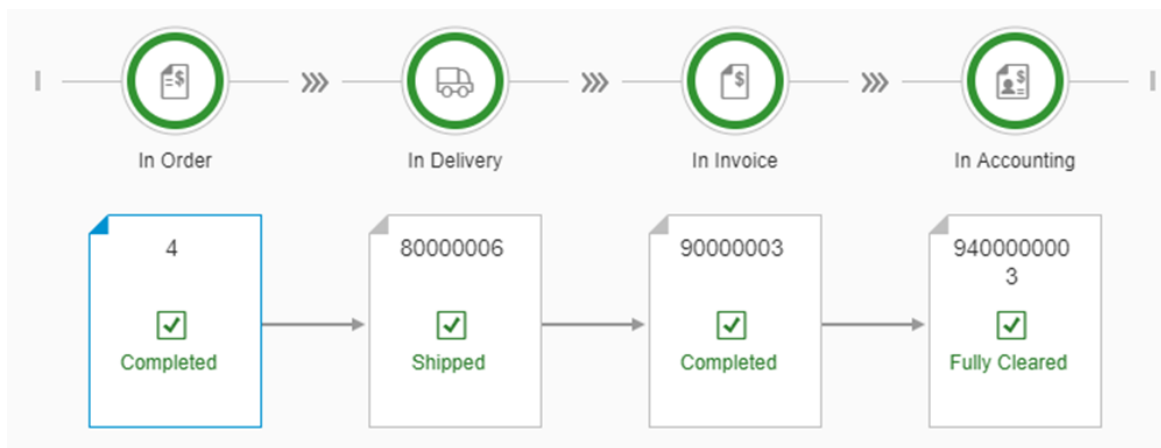 In Order
In Delivery
In Invoice
In Accounting
4
80000006
90000003
940000000
3
Completed
Shipped
Completed
Fully Cleared